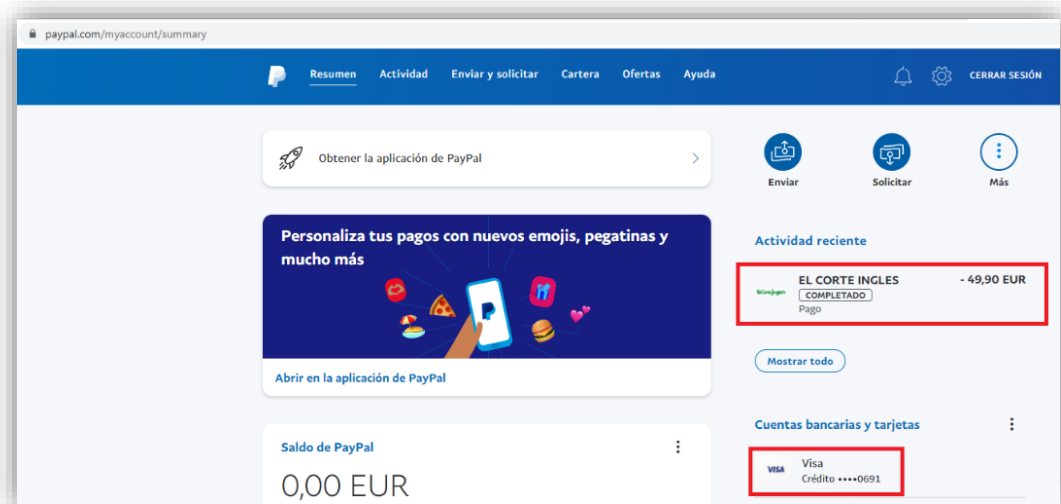 paypal.com/myaccount/summary
Resumen Actividad Enviar y solicitar Cartera Ofertas Ayuda CERRAR SESIÓN
Obtener la aplicación de PayPal
Enviar Solicitar Más
Personaliza tus pagos con nuevos emojis, pegatinas y
mucho más
Abrir en la aplicación de PayPal
Saldo de PayPal
0,00 EUR
Actividad reciente
El Corte Inglés
EL CORTE INGLES - 49,90 EUR
COMPLETADO
Pago
Mostrar todo
Cuentas bancarias y tarjetas
VISA
Visa
Crédito ••••0691